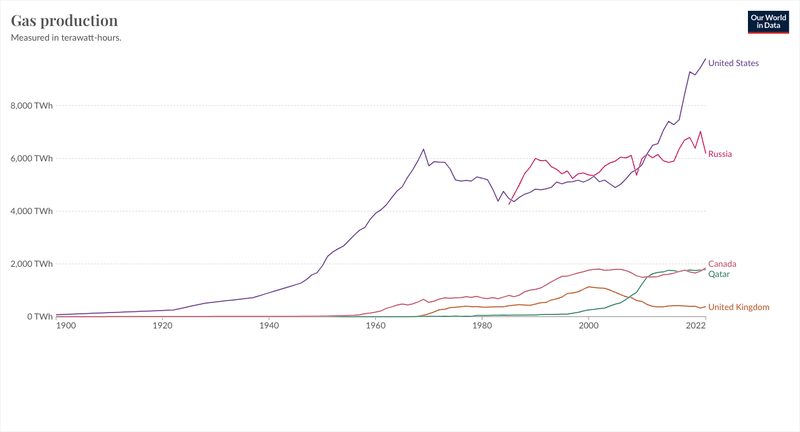 Gas production
Measured in terawatt-hours.
Our World
in Data
8,000 TWh
6,000 TWh
4,000 TWh
2,000 TWh
0 TWh
United States
Russia
Canada
Qatar
United Kingdom
1900
1920
1940
1960
1980
2000
2022